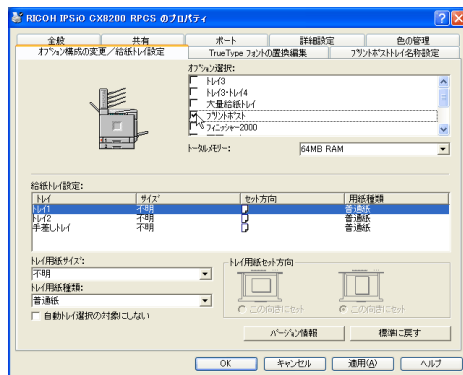 RICOH IPSiO CX8200 RPCS のプロパティ
全般 共有 ポート 詳細設定 色の管理
オプション構成の変更/給紙トレイ設定 TrueType フォントの置換編集 プリントポストトレイ名称設定
オプション選択:
トレイ3
トレイ3・トレイ4
大量給紙トレイ
プリントポスト
フィニッシャー2000
トータルメモリー: 64MB RAM
給紙トレイ設定:
トレイ サイズ セット方向 用紙種類
トレイ1 不明 普通紙
トレイ2 不明 普通紙
手差しトレイ 不明 普通紙
トレイ用紙サイズ: トレイ用紙セット方向
不明
トレイ用紙種類:
普通紙
この向きにセット この向きにセット
自動トレイ選択の対象にしない
バージョン情報 標準に戻す
OK キャンセル 適用(A) ヘルプ